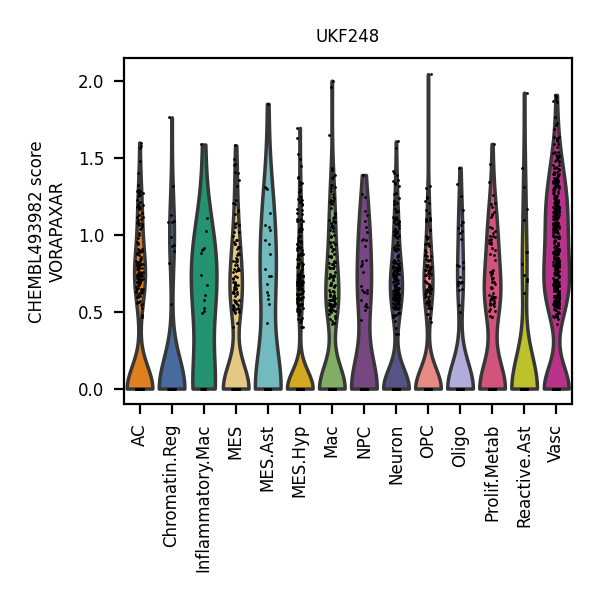 UKF248
CHEMBL493982 score
VORAPAXAR
2.0
1.5
1.0
0.5
0.0
AC
Chromatin.Reg
Inflammatory.Mac
MES
MES.Ast
MES.Hyp
Mac
NPC
Neuron
OPC
Oligo
Prolif.Metab
Reactive.Ast
Vasc